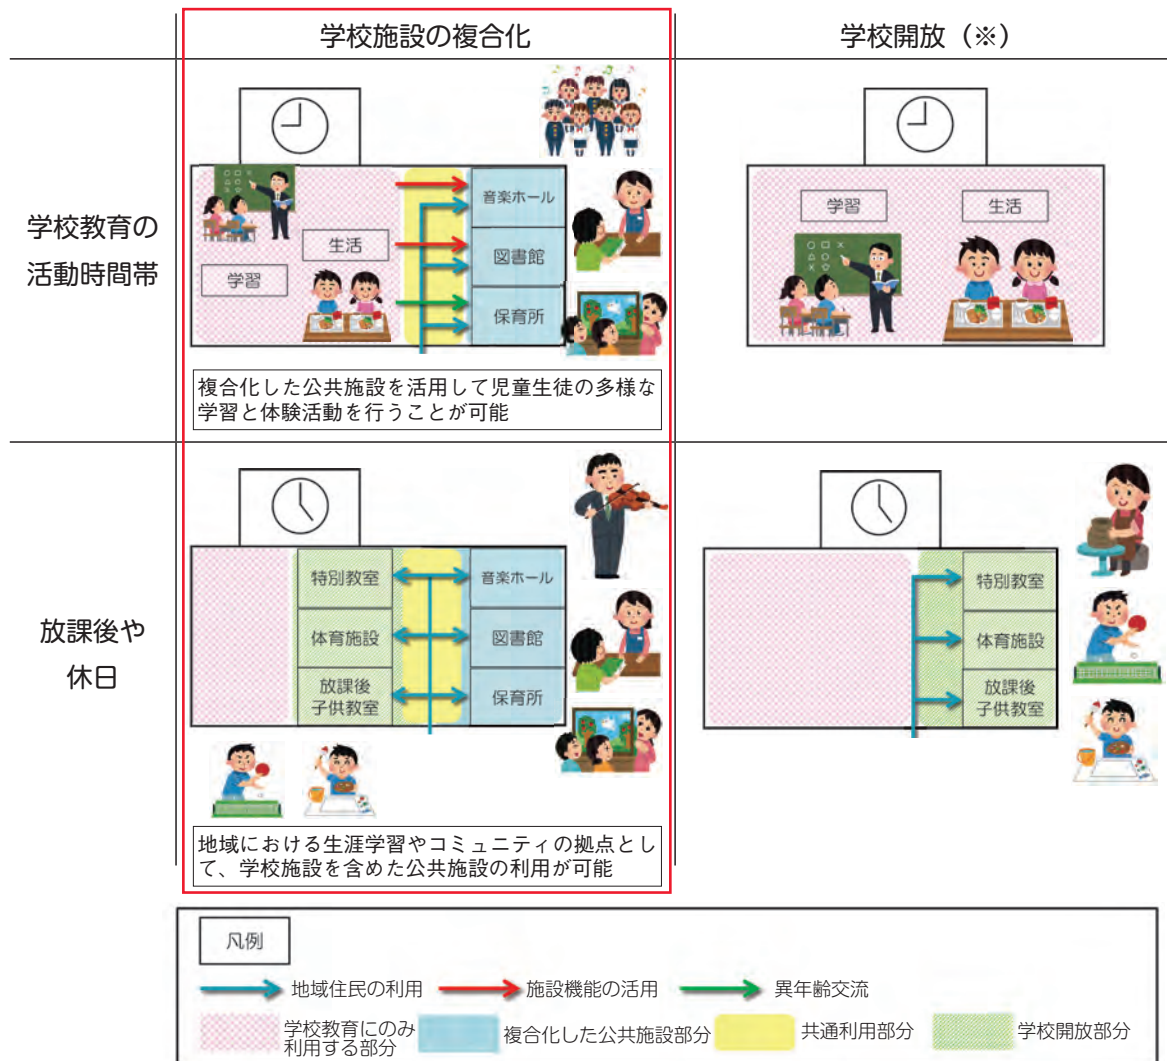 学校施設の複合化
学校開放（※）
学校教育の
活動時間帯
学習
生活
音楽ホール
図書館
保育所
複合化した公共施設を活用して児童生徒の多様な
学習と体験活動を行うことが可能
学習
生活
放課後や
休日
特別教室
体育施設
放課後
子供教室
音楽ホール
図書館
保育所
地域における生涯学習やコミュニティの拠点とし
て、学校施設を含めた公共施設の利用が可能
特別教室
体育施設
放課後
子供教室
凡例
地域住民の利用
施設機能の活用
異年齢交流
学校教育にのみ
利用する部分
複合化した公共施設部分
共通利用部分
学校開放部分